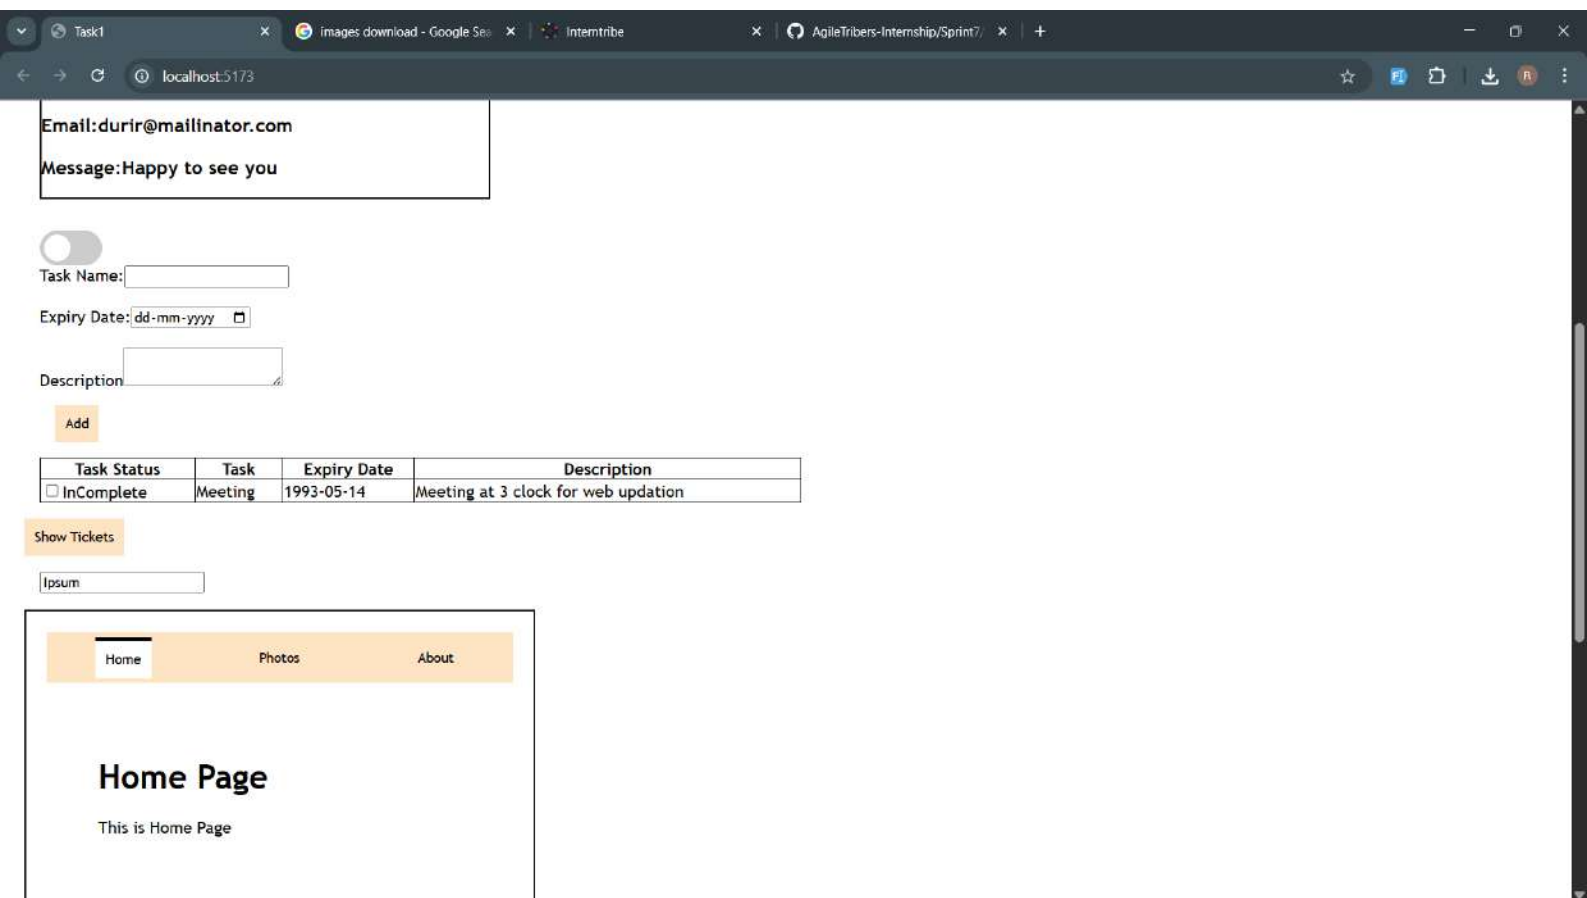 Task1 images download - Google Sea Interntribe AgileTribers-Internship/Sprint7/
localhost:5173 R
Email:durir@mailinator.com
Message:Happy to see you
Task Name:
Expiry Date: dd-mm-yyyy
Description
Add
Task Status Task Expiry Date Description
InComplete Meeting 1993-05-14 Meeting at 3 clock for web updation
Show Tickets
Ipsum
Home Photos About
Home Page
This is Home Page